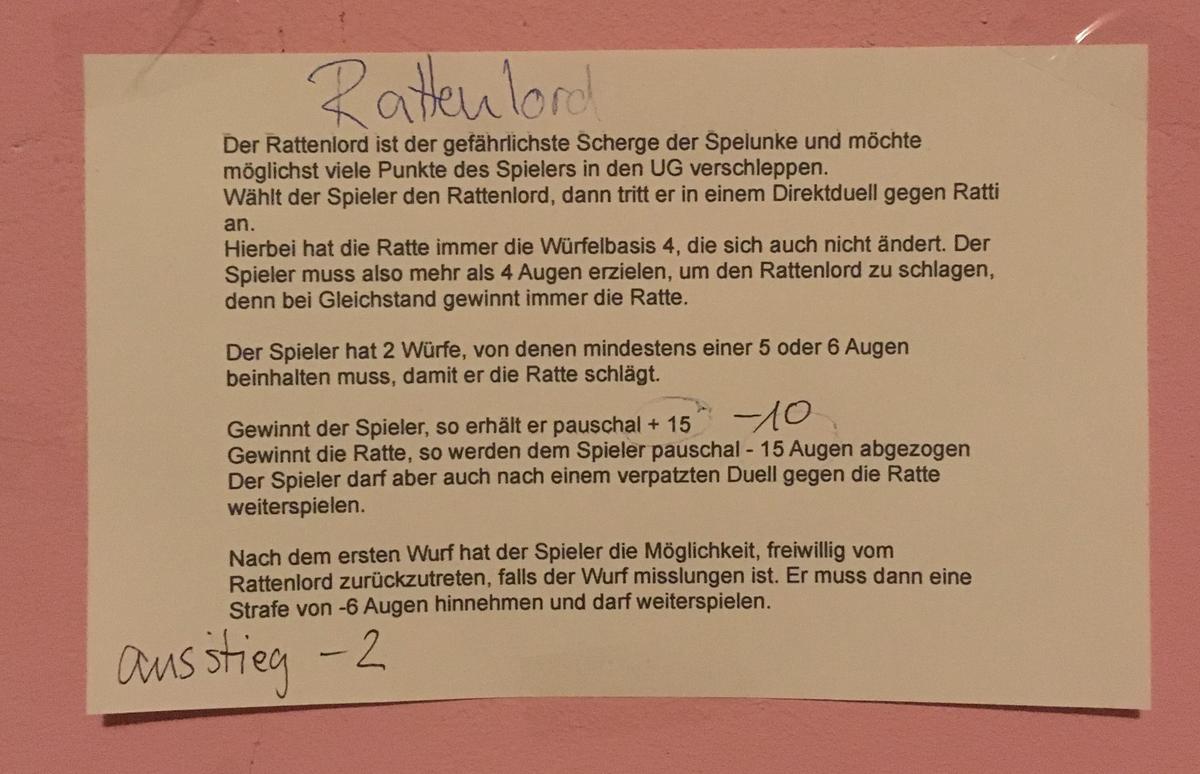 Rattenlord
Der Rattenlord ist der gefährlichste Scherge der Spelunke und möchte
möglichst viele Punkte des Spielers in den UG verschleppen.
Wählt der Spieler den Rattenlord, dann tritt er in einem Direktduell gegen Ratti
an.
Hierbei hat die Ratte immer die Würfelbasis 4, die sich auch nicht ändert. Der
Spieler muss also mehr als 4 Augen erzielen, um den Rattenlord zu schlagen,
denn bei Gleichstand gewinnt immer die Ratte.
Der Spieler hat 2 Würfe, von denen mindestens einer 5 oder 6 Augen
beinhalten muss, damit er die Ratte schlägt.
Gewinnt der Spieler, so erhält er pauschal + 15 -10
Gewinnt die Ratte, so werden dem Spieler pauschal - 15 Augen abgezogen
Der Spieler darf aber auch nach einem verpatzten Duell gegen die Ratte
weiterspielen.
Nach dem ersten Wurf hat der Spieler die Möglichkeit, freiwillig vom
Rattenlord zurückzutreten, falls der Wurf misslungen ist. Er muss dann eine
Strafe von -6 Augen hinnehmen und darf weiterspielen.
ausstieg -2